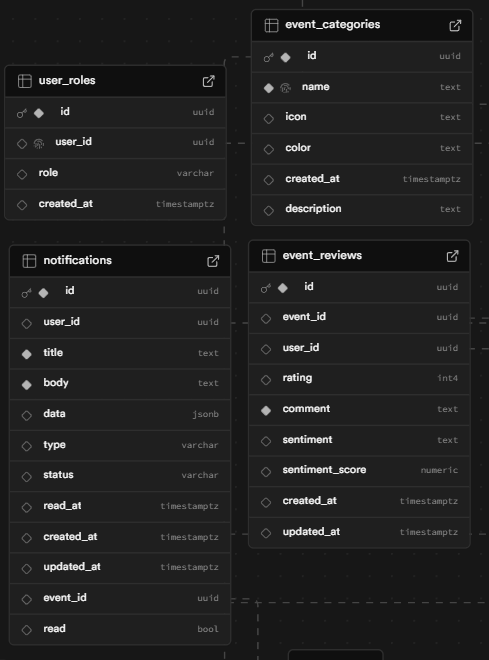 event_categories
id uuid
name text
icon text
color text
created_at timestamptz
description text
user_roles
id uuid
user_id uuid
role varchar
created_at timestamptz
notifications
id uuid
user_id uuid
title text
body text
data jsonb
type varchar
status varchar
read_at timestamptz
created_at timestamptz
updated_at timestamptz
event_id uuid
read bool
event_reviews
id uuid
event_id uuid
user_id uuid
rating int4
comment text
sentiment text
sentiment_score numeric
created_at timestamptz
updated_at timestamptz